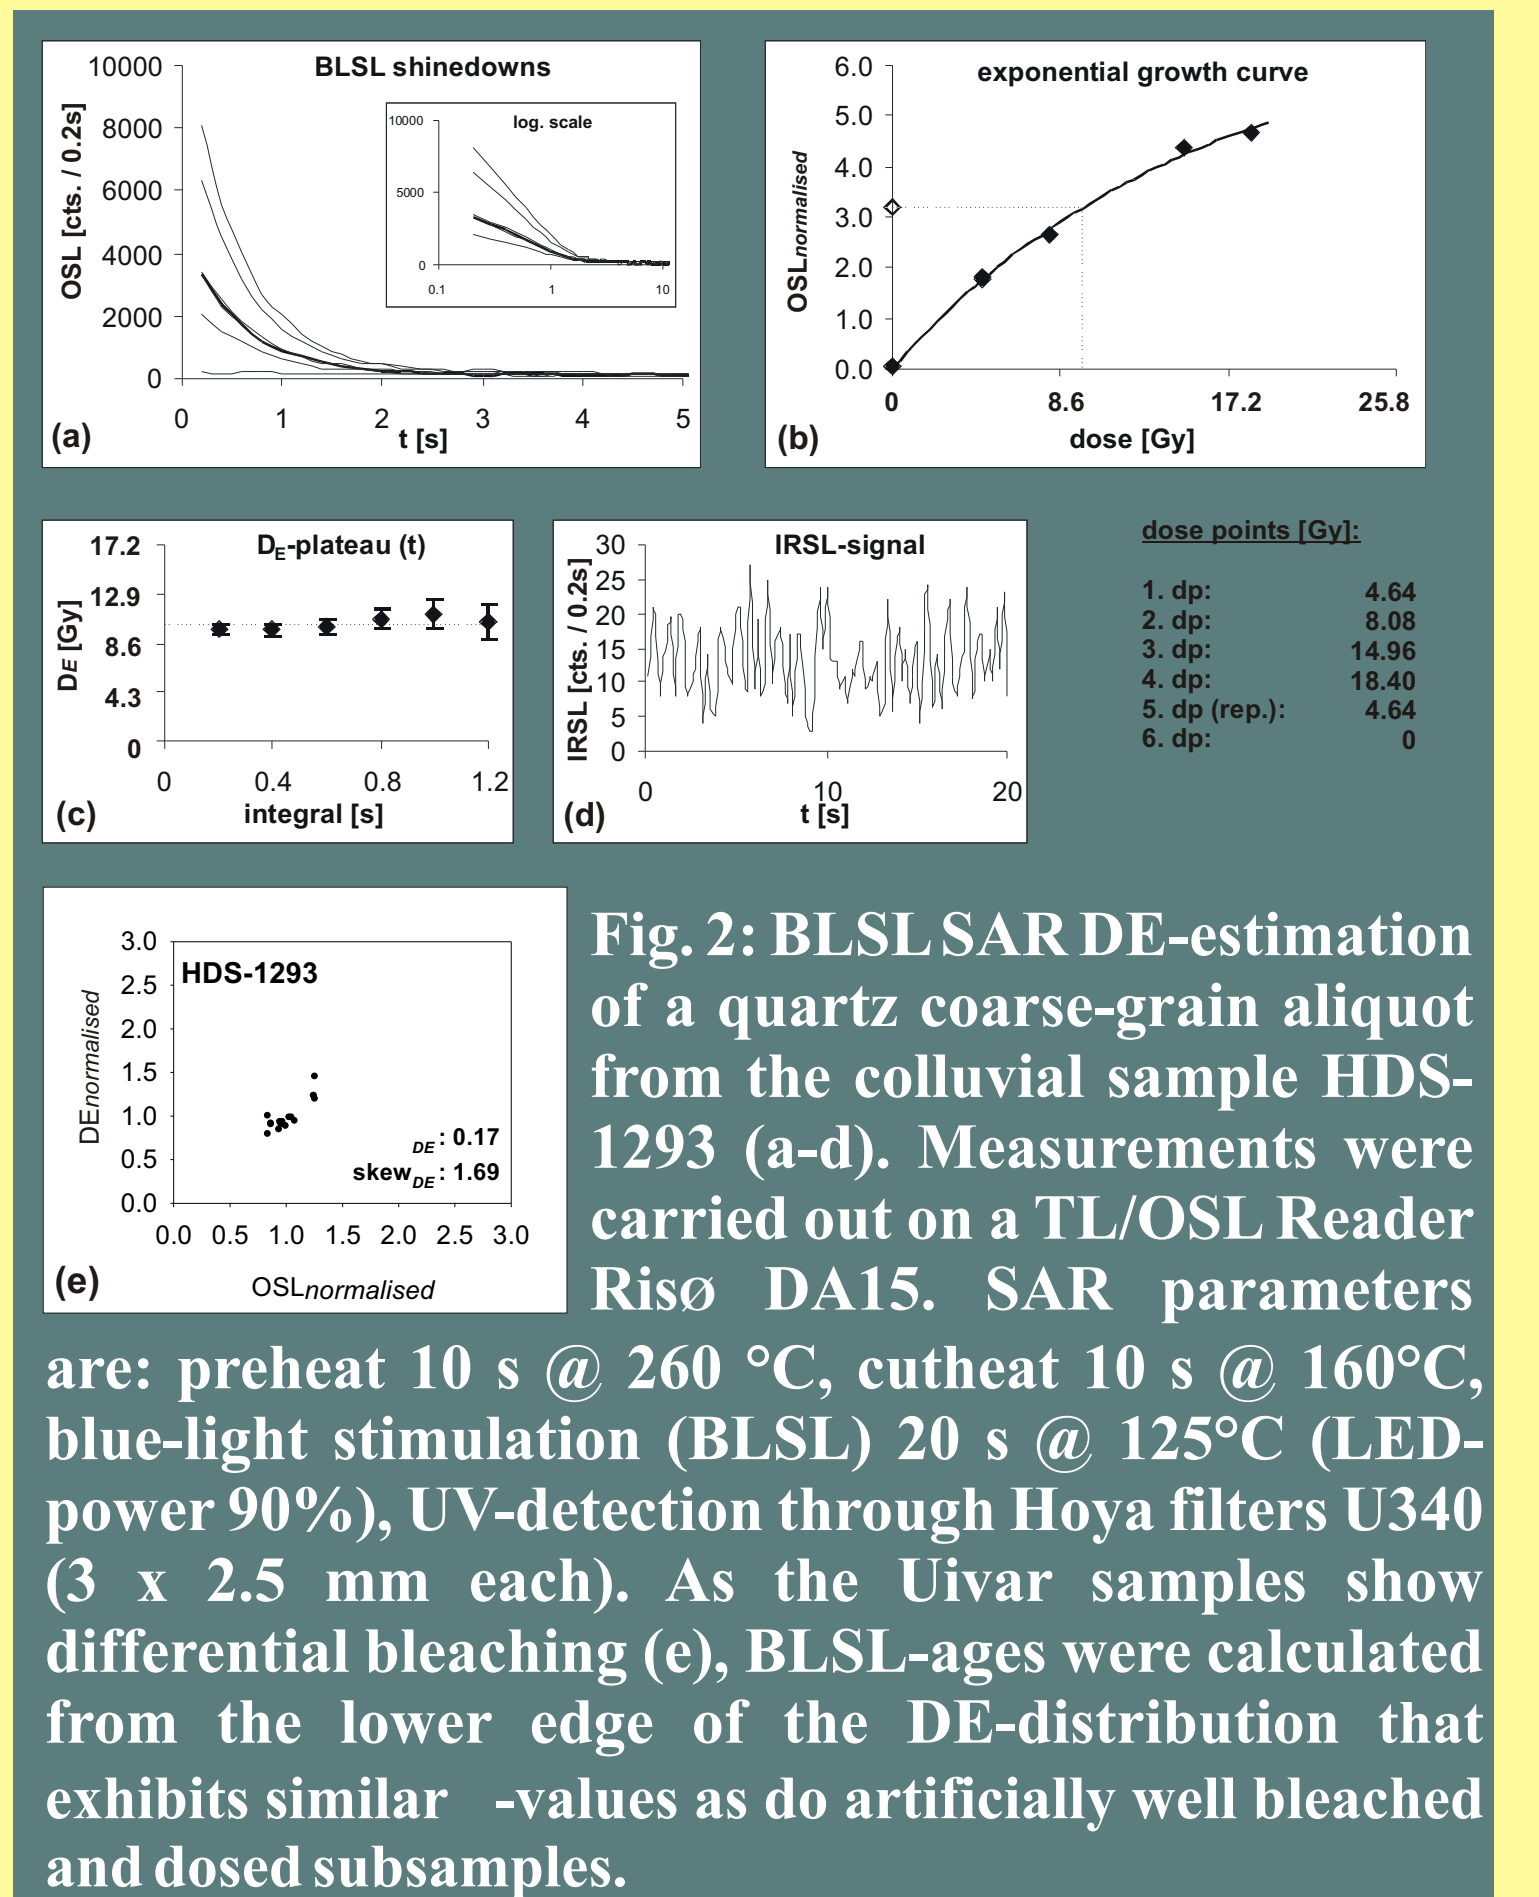 BLSL shinedowns
OSL [cts. / 0.2s]
10000
8000
6000
4000
2000
0
log. scale
10000
5000
0
0.1 1 10
0 1 2 3 4 5
t [s]
(a)
exponential growth curve
OSLnormalised
6.0
5.0
4.0
3.0
2.0
1.0
0.0
0 8.6 17.2 25.8
dose [Gy]
(b)
DE-plateau (t)
DE [Gy]
17.2
12.9
8.6
4.3
0
0 0.4 0.8 1.2
integral [s]
(c)
IRSL-signal
IRSL [cts. / 0.2s]
30
25
20
15
10
5
0
0 10 20
t [s]
(d)
dose points [Gy]:
1. dp: 4.64
2. dp: 8.08
3. dp: 14.96
4. dp: 18.40
5. dp (rep.): 4.64
6. dp: 0
HDS-1293
DEnormalised
3.0
2.5
2.0
1.5
1.0
0.5
0.0
DE: 0.17
skewDE: 1.69
0.0 0.5 1.0 1.5 2.0 2.5 3.0
OSLnormalised
(e)
Fig. 2: BLSL SAR DE-estimation
of a quartz coarse-grain aliquot
from the colluvial sample HDS-
1293 (a-d). Measurements were
carried out on a TL/OSL Reader
Risø DA15. SAR parameters
are: preheat 10 s @ 260 °C, cutheat 10 s @ 160°C,
blue-light stimulation (BLSL) 20 s @ 125°C (LED-
power 90%), UV-detection through Hoya filters U340
(3 x 2.5 mm each). As the Uivar samples show
differential bleaching (e), BLSL-ages were calculated
from the lower edge of the DE-distribution that
exhibits similar -values as do artificially well bleached
and dosed subsamples.